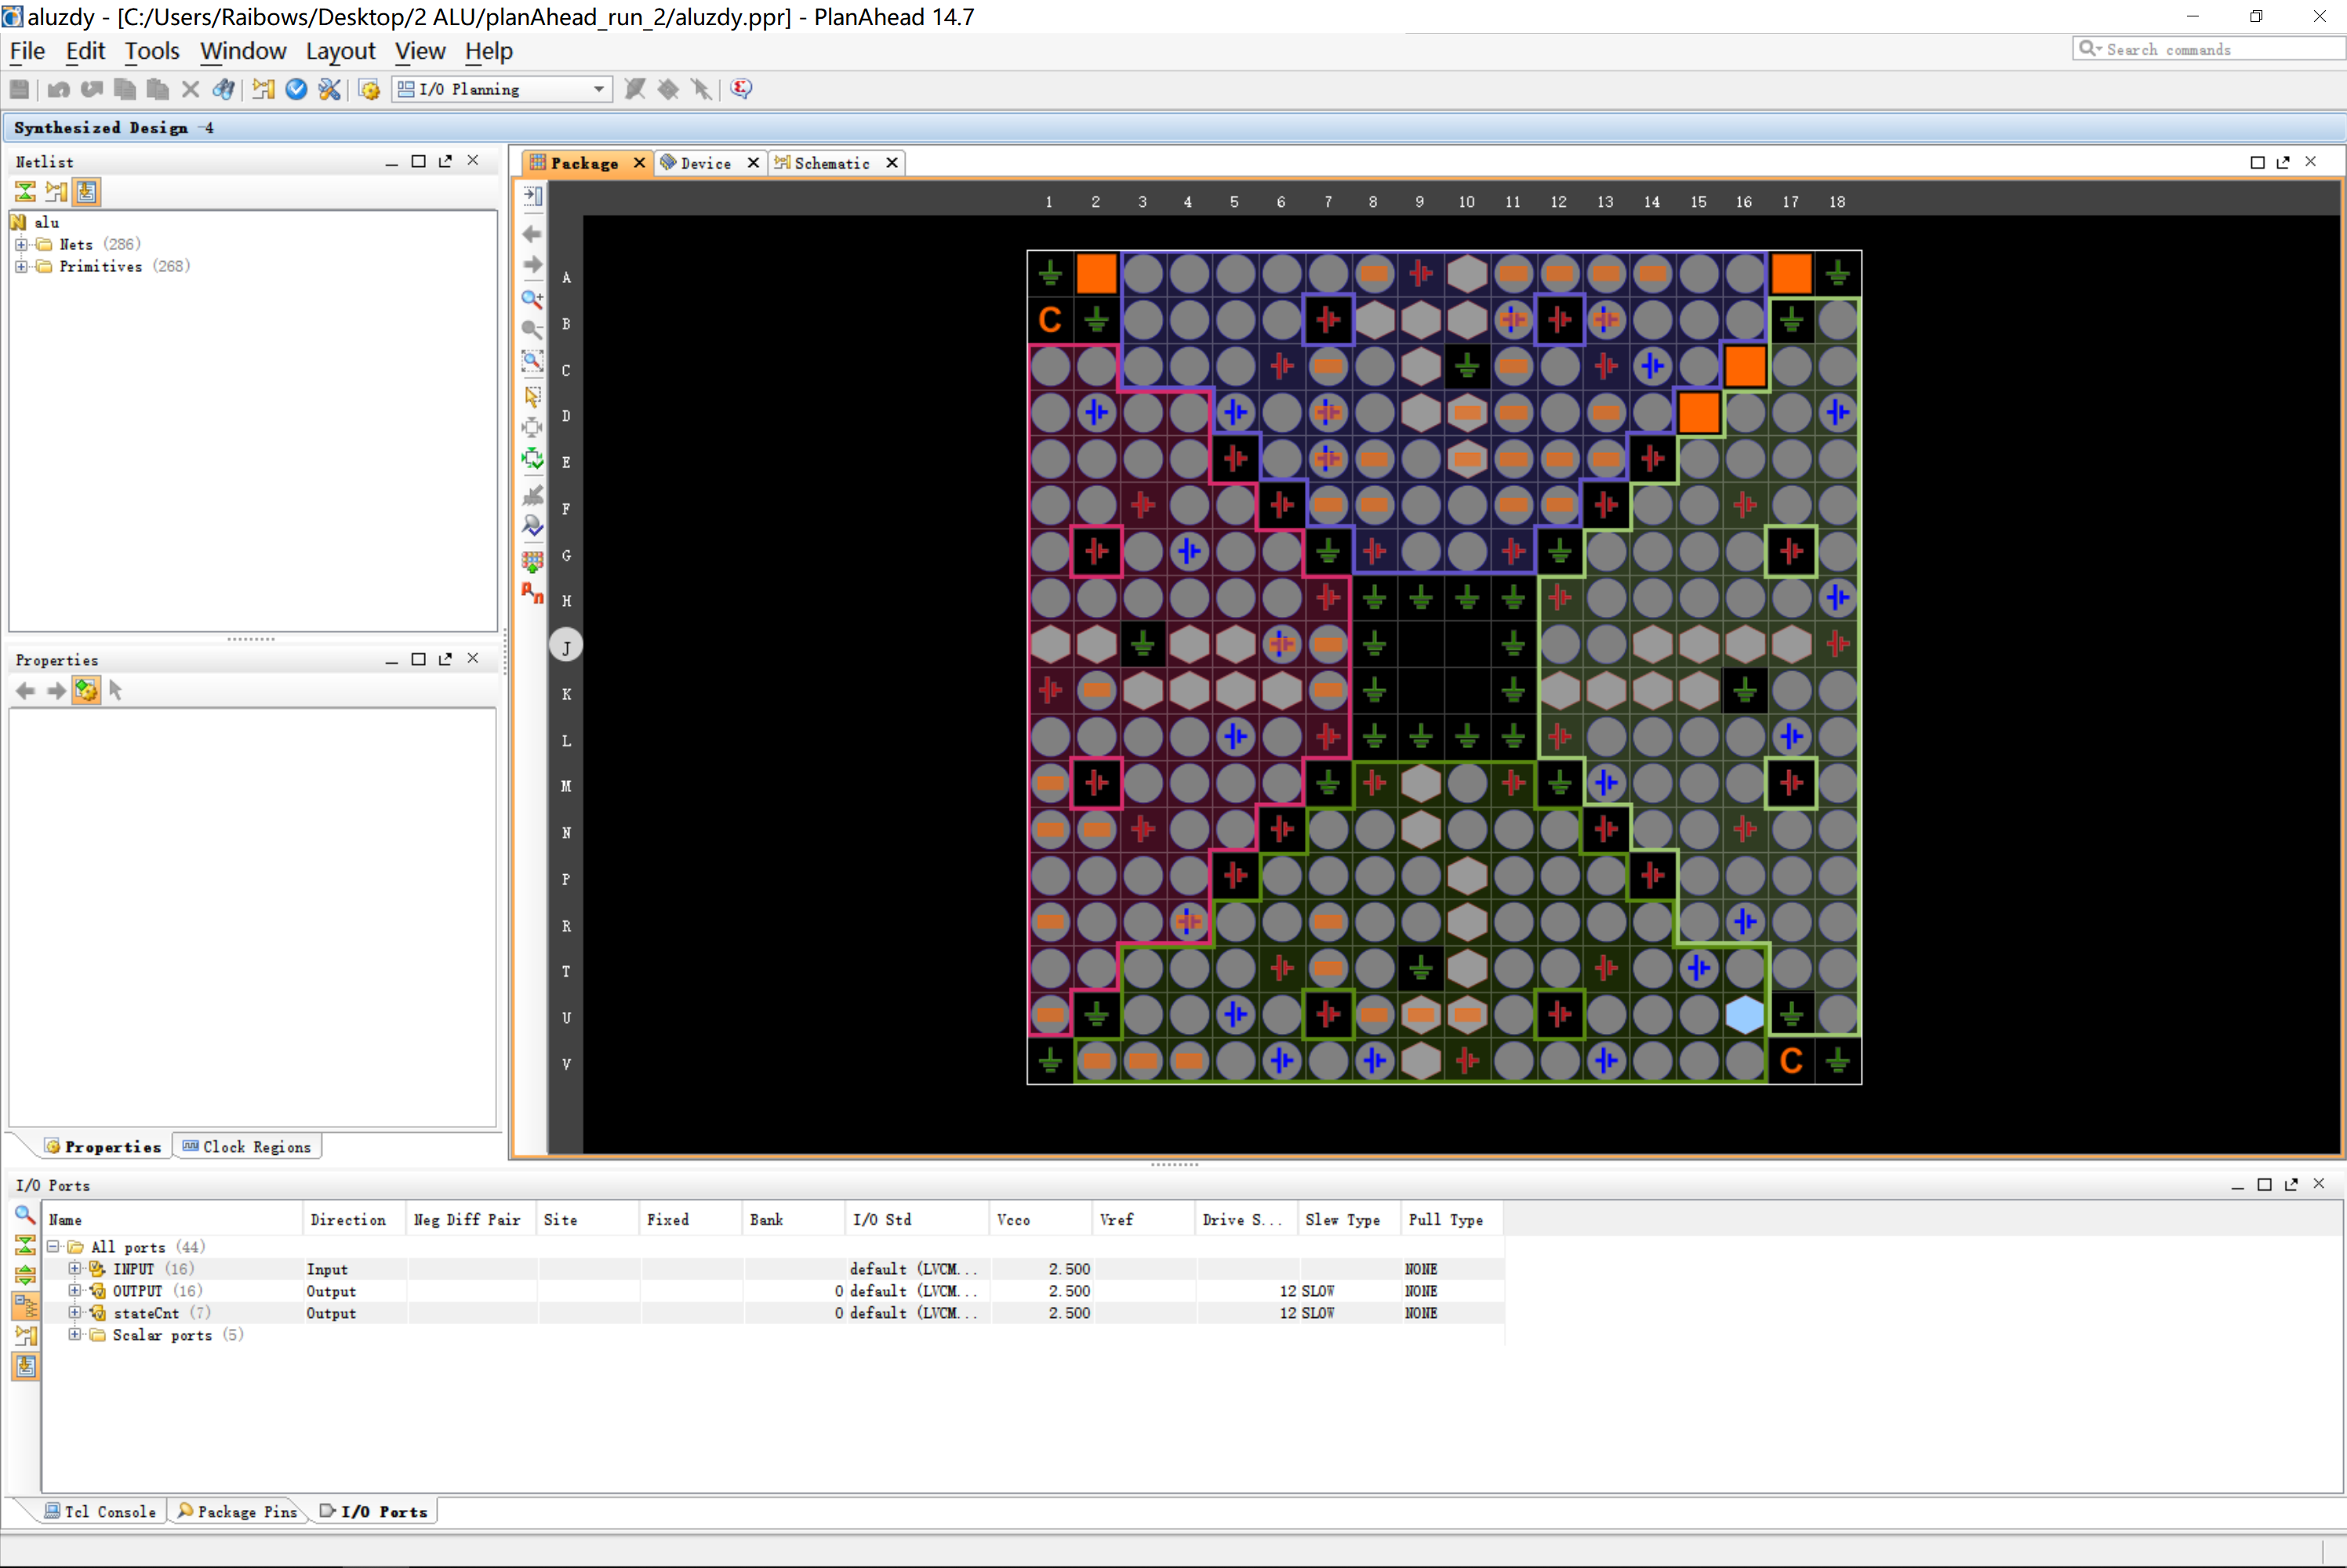 aluzdy - [C:/Users/Raibows/Desktop/2 ALU/planAhead_run_2/aluzdy.ppr] - PlanAhead 14.7
File Edit Tools Window Layout View Help
Search commands
I/O Planning
Synthesized Design -4
Netlist
alu
Nets (286)
Primitives (268)
Properties
Properties Clock Regions
Package Device Schematic
1 2 3 4 5 6 7 8 9 10 11 12 13 14 15 16 17 18
A
B
C
C
D
E
F
G
H
J
K
L
M
N
P
R
T
U
V
C
I/O Ports
Name Direction Neg Diff Pair Site Fixed Bank I/O Std Vcco Vref Drive S... Slew Type Pull Type
All ports (44)
INPUT (16) Input default (LVCM... 2.500 NONE
OUTPUT (16) Output 0 default (LVCM... 2.500 12 SLOW NONE
stateCnt (7) Output 0 default (LVCM... 2.500 12 SLOW NONE
Scalar ports (5)
Tcl Console Package Pins I/O Ports